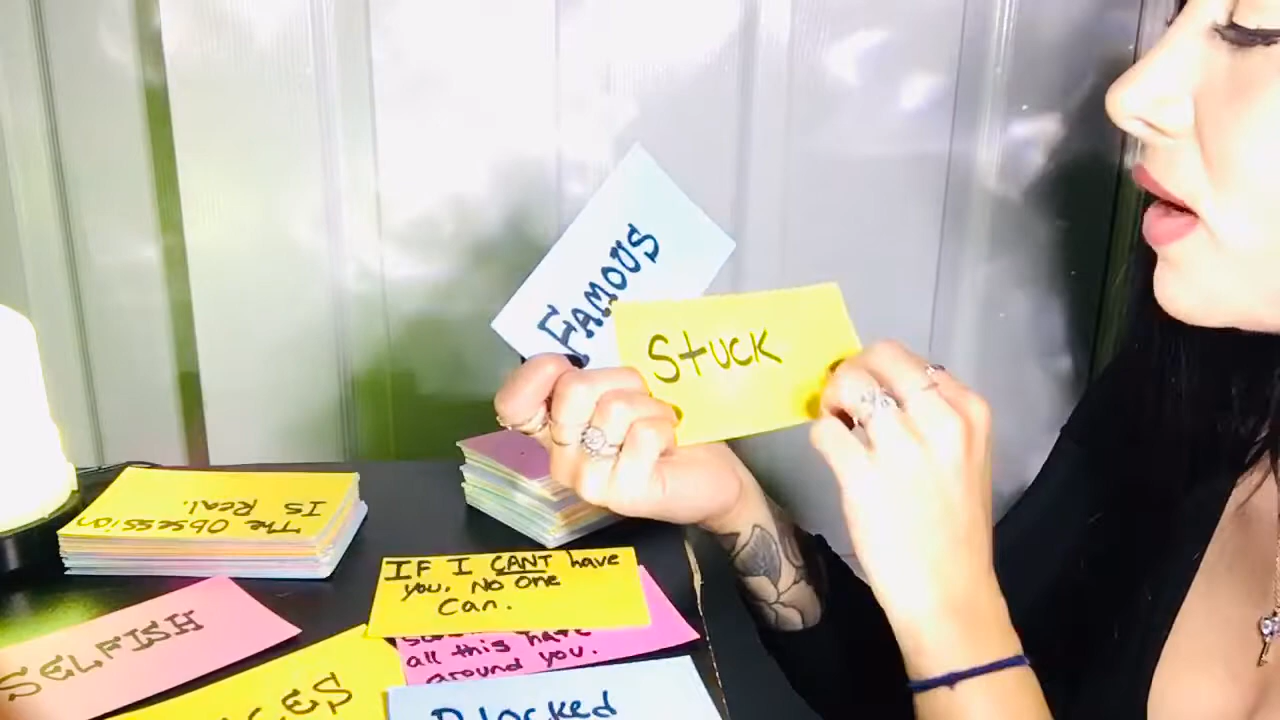 FAMOUS
Stuck
The Obsession
Is Real.
IF I CANT have
you. No one
Can.
all this hate
around you.
SELFISH
Blocked